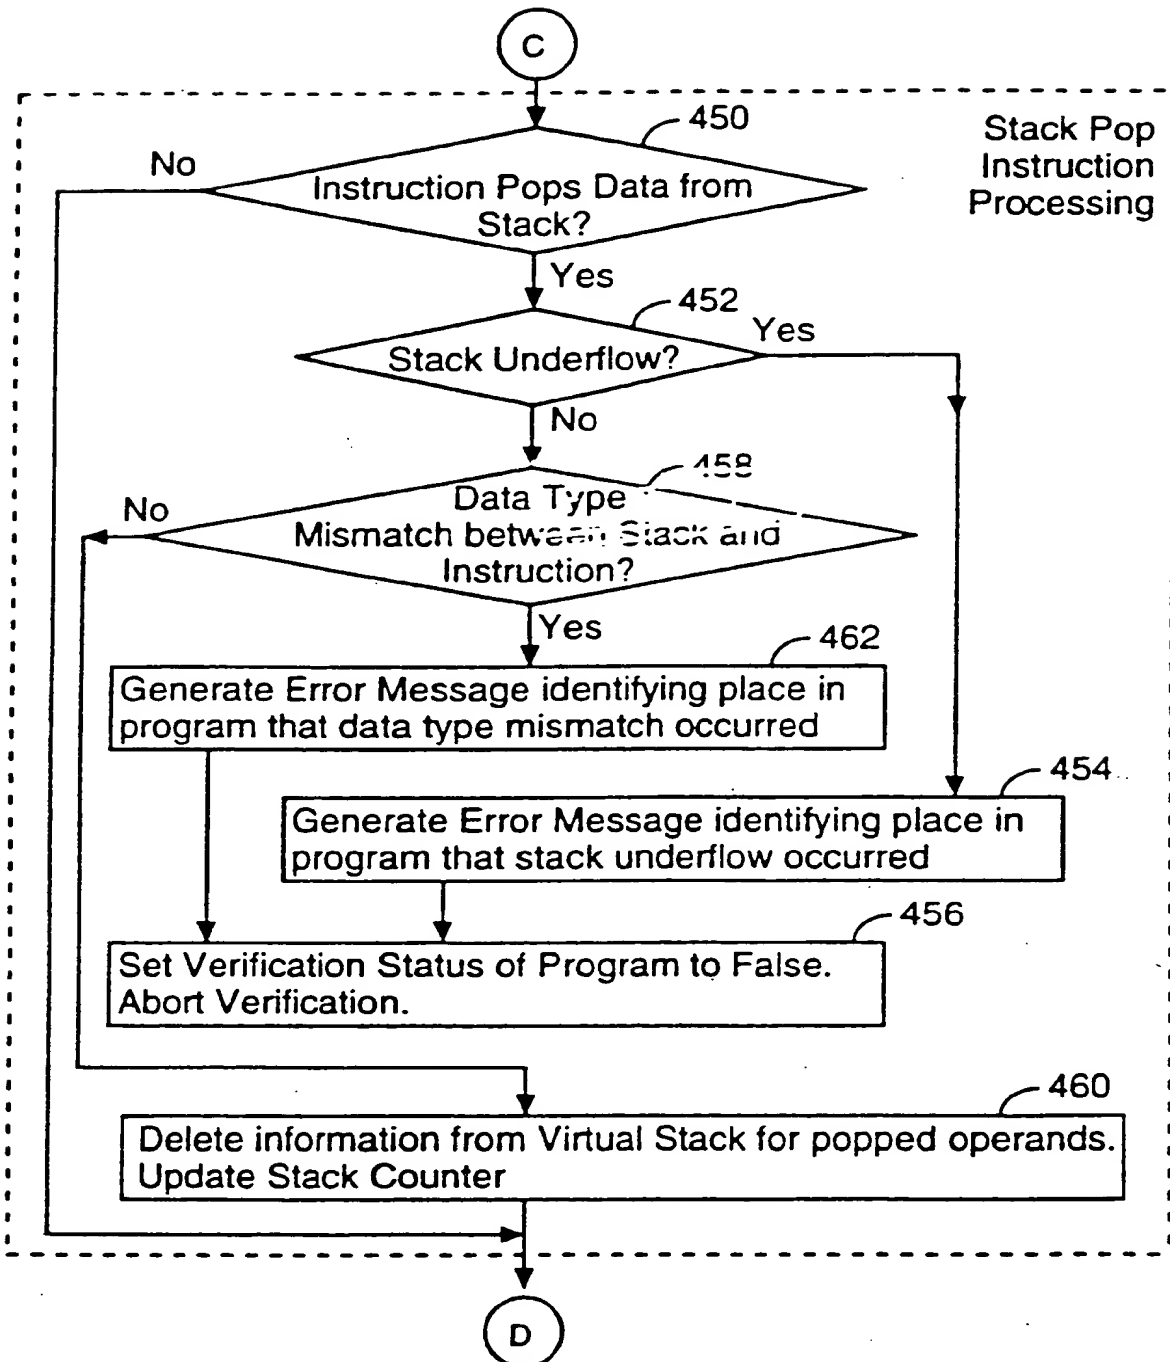 C
450
Stack Pop
Instruction
Processing
No
Instruction Pops Data from
Stack?
Yes
452
Yes
Stack Underflow?
No
458
No
Data Type
Mismatch between Stack and
Instruction?
Yes
462
Generate Error Message identifying place in
program that data type mismatch occurred
454
Generate Error Message identifying place in
program that stack underflow occurred
456
Set Verification Status of Program to False.
Abort Verification.
460
Delete information from Virtual Stack for popped operands.
Update Stack Counter
D